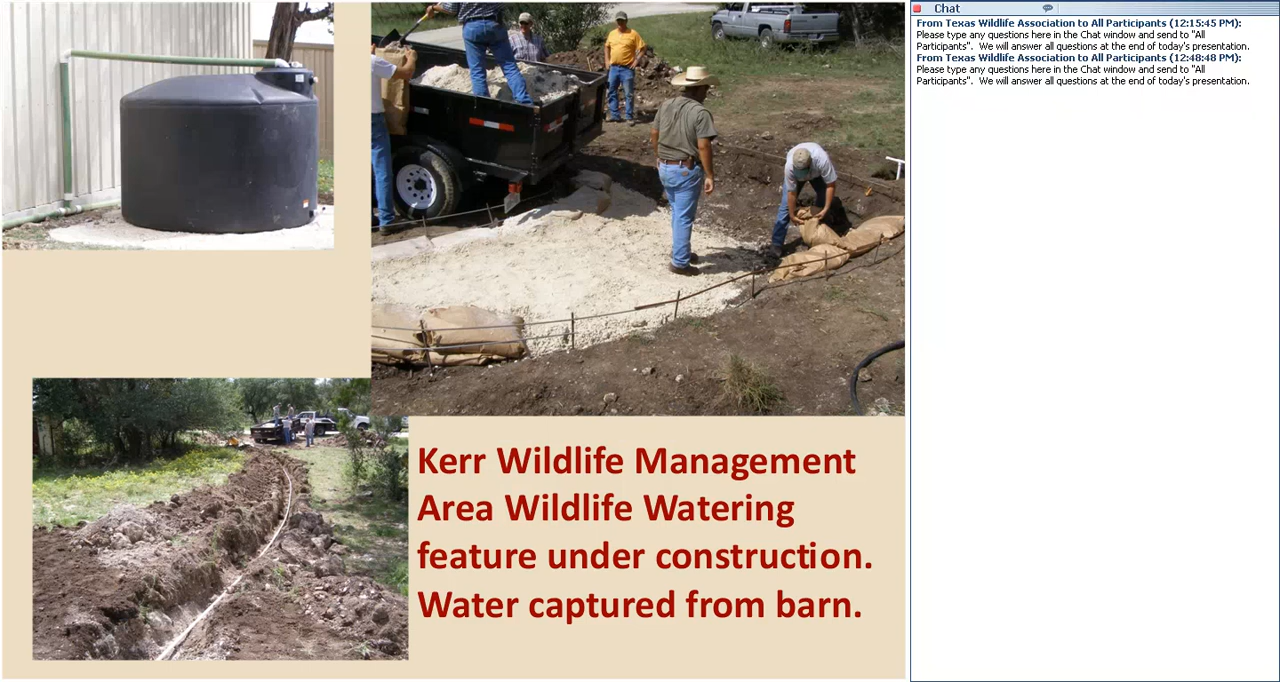 Kerr Wildlife Management
Area Wildlife Watering
feature under construction.
Water captured from barn.
Chat
From Texas Wildlife Association to All Participants (12:15:45 PM):
Please type any questions here in the Chat window and send to "All
Participants".  We will answer all questions at the end of today's presentation.
From Texas Wildlife Association to All Participants (12:48:48 PM):
Please type any questions here in the Chat window and send to "All
Participants".  We will answer all questions at the end of today's presentation.